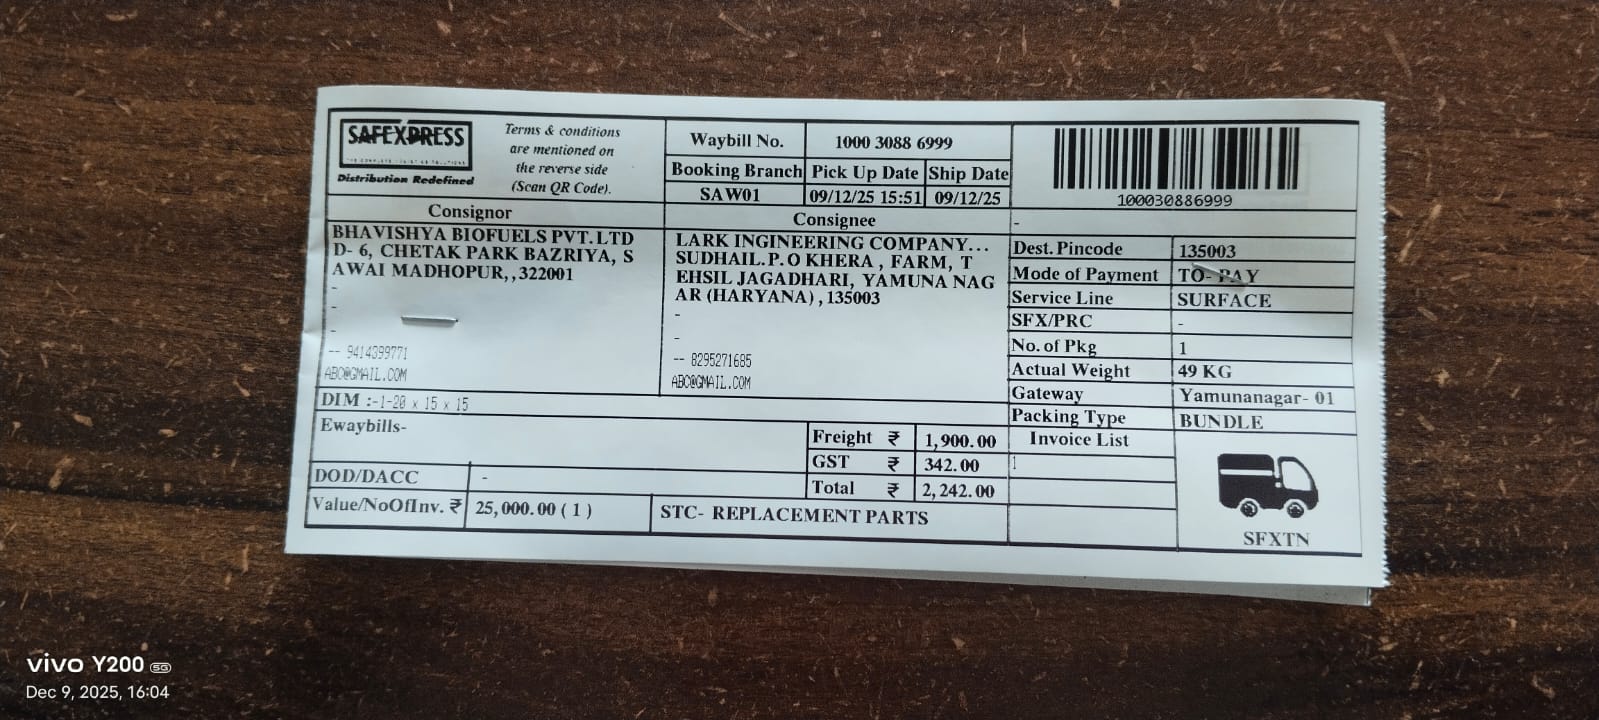 SAFEXPRESS
Distribution Redefined
Terms & conditions
are mentioned on
the reverse side
(Scan QR Code).
Waybill No. 1000 3088 6999
Booking Branch Pick Up Date Ship Date
SAW01 09/12/25 15:51 09/12/25
100030886999
Consignor
BHAVISHYA BIOFUELS PVT. LTD
D- 6, CHETAK PARK BAZRIYA, S
AWAI MADHOPUR, , 322001
-
-
-
-- 9414399771
ABC@GMAIL.COM
Consignee
LARK INGINEERING COMPANY...
SUDHAIL.P.O KHERA , FARM, T
EHSIL JAGADHARI, YAMUNA NAG
AR (HARYANA) , 135003
-
-
-- 8295271685
ABC@GMAIL.COM
-
Dest. Pincode 135003
Mode of Payment TO- PAY
Service Line SURFACE
SFX/PRC -
No. of Pkg 1
Actual Weight 49 KG
Gateway Yamunanagar- 01
Packing Type BUNDLE
DIM :-1-20 x 15 x 15
Ewaybills-
Freight ₹ 1,900.00
GST ₹ 342.00
Total ₹ 2,242.00
Invoice List
1
DOD/DACC -
Value/NoOfInv. ₹ 25,000.00 ( 1 )
STC- REPLACEMENT PARTS
SFXTN
vivo Y200 5G
Dec 9, 2025, 16:04